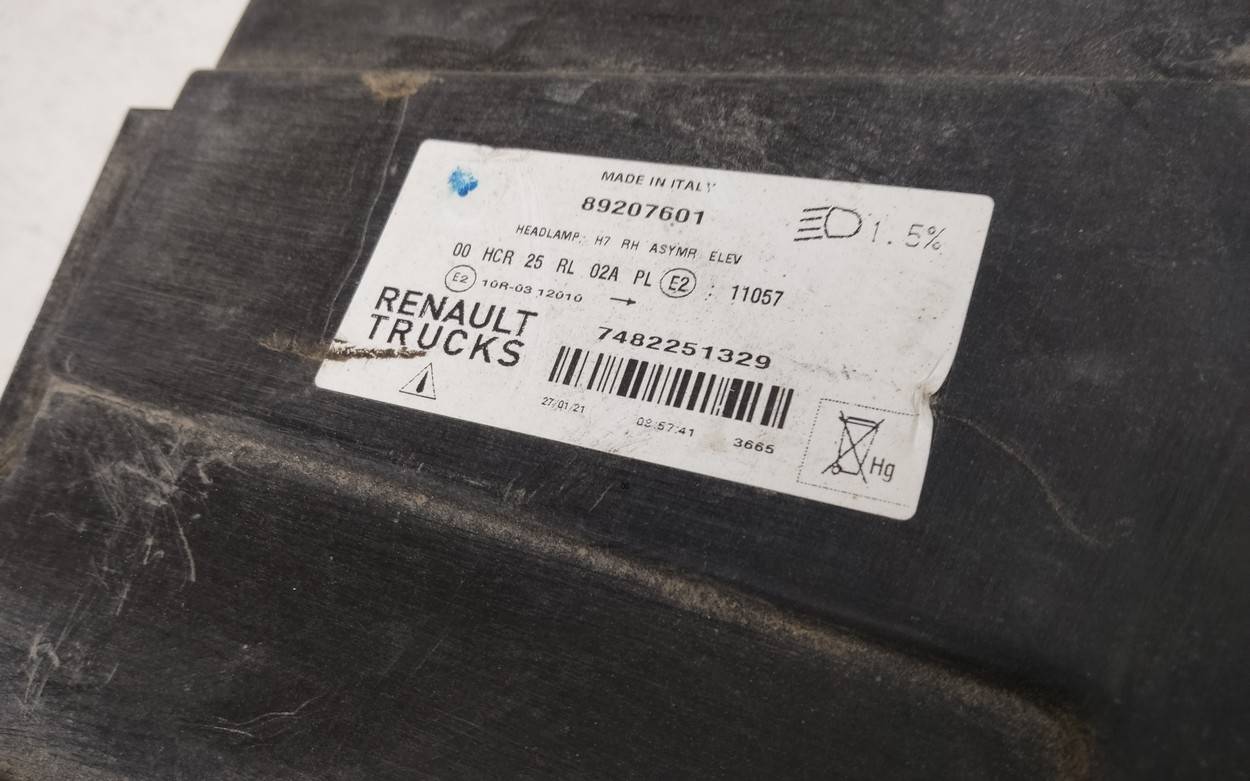 MADE IN ITALY
89207601
1.5%
HEADLAMP: H7 RH ASYMR ELEV
00 HCR 25 RL 02A PL E2 : 11057
E2 10R-03 12010 →
RENAULT
TRUCKS
7482251329
27/01/21 08:57:41 3665
Hg